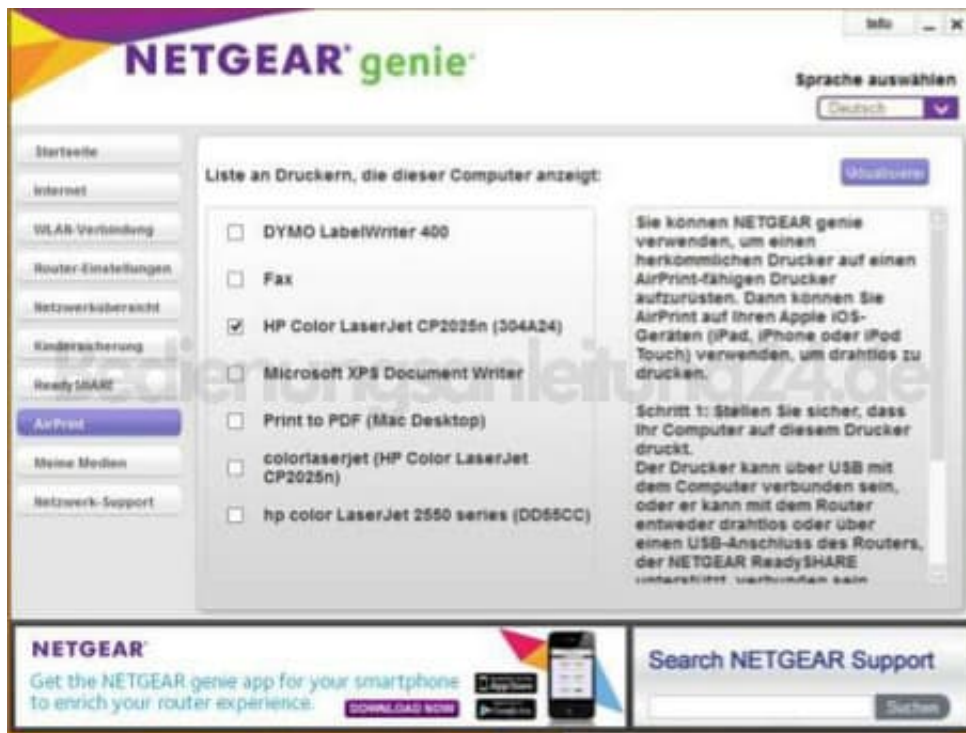 NETGEAR® genie®
Info
Sprache auswählen
Deutsch
Startseite
Internet
WLAN-Verbindung
Router-Einstellungen
Netzwerkübersicht
Kindersicherung
ReadySHARE
AirPrint
Meine Medien
Netzwerk-Support
Liste an Druckern, die dieser Computer anzeigt:
Aktualisieren
DYMO LabelWriter 400
Fax
HP Color LaserJet CP2025n (304A24)
Microsoft XPS Document Writer
Print to PDF (Mac Desktop)
colorlaserjet (HP Color LaserJet
CP2025n)
hp color LaserJet 2550 series (DD55CC)
Sie können NETGEAR genie
verwenden, um einen
herkömmlichen Drucker auf einen
AirPrint-fähigen Drucker
aufzurüsten. Dann können Sie
AirPrint auf Ihren Apple iOS-
Geräten (iPad, iPhone oder iPod
Touch) verwenden, um drahtlos zu
drucken.
Schritt 1: Stellen Sie sicher, dass
Ihr Computer auf diesem Drucker
druckt.
Der Drucker kann über USB mit
dem Computer verbunden sein,
oder er kann mit dem Router
entweder drahtlos oder über
einen USB-Anschluss des Routers,
der NETGEAR ReadySHARE
unterstützt, verbunden sein
Bedienungsanleitung24.de
NETGEAR®
Get the NETGEAR genie app for your smartphone
to enrich your router experience.
DOWNLOAD NOW
App Store
Search NETGEAR Support
Suchen